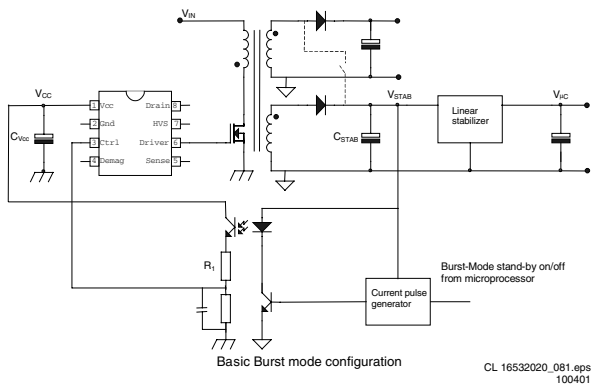 VIN
VCC
VSTAB
VμC
1 Vcc Drain 8
2 Gnd HVS 7
3 Ctrl Driver 6
4 Demag Sense 5
CVcc
CSTAB
Linear
stabilizer
R1
Burst-Mode stand-by on/off
from microprocessor
Current pulse
generator
Basic Burst mode configuration
CL 16532020_081.eps
100401